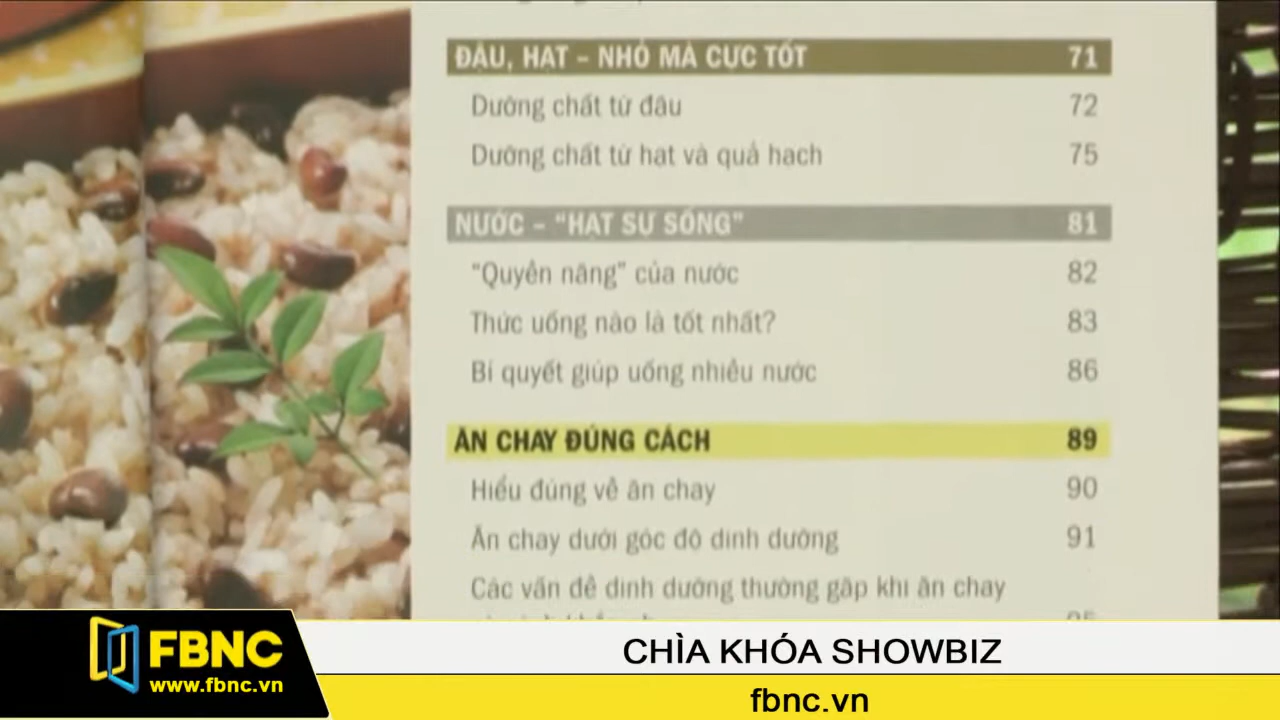 ĐẬU, HẠT – NHỎ MÀ CỰC TỐT 71
Dưỡng chất từ đậu 72
Dưỡng chất từ hạt và quả hạch 75
NƯỚC – “HẠT SỰ SỐNG” 81
“Quyền năng” của nước 82
Thức uống nào là tốt nhất? 83
Bí quyết giúp uống nhiều nước 86
ĂN CHAY ĐÚNG CÁCH 89
Hiểu đúng về ăn chay 90
Ăn chay dưới góc độ dinh dưỡng 91
Các vấn đề dinh dưỡng thường gặp khi ăn chay
FBNC
www.fbnc.vn
CHÌA KHÓA SHOWBIZ
fbnc.vn